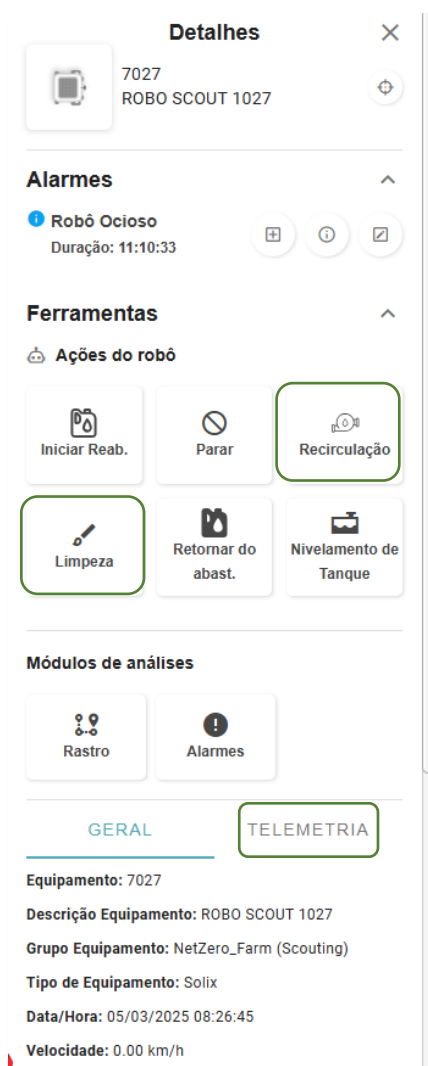 Detalhes
7027
ROBO SCOUT 1027
Alarmes
Robô Ocioso
Duração: 11:10:33
Ferramentas
Ações do robô
Iniciar Reab.
Parar
Recirculação
Limpeza
Retornar do
abast.
Nivelamento de
Tanque
Módulos de análises
Rastro
Alarmes
GERAL
TELEMETRIA
Equipamento: 7027
Descrição Equipamento: ROBO SCOUT 1027
Grupo Equipamento: NetZero_Farm (Scouting)
Tipo de Equipamento: Solix
Data/Hora: 05/03/2025 08:26:45
Velocidade: 0.00 km/h